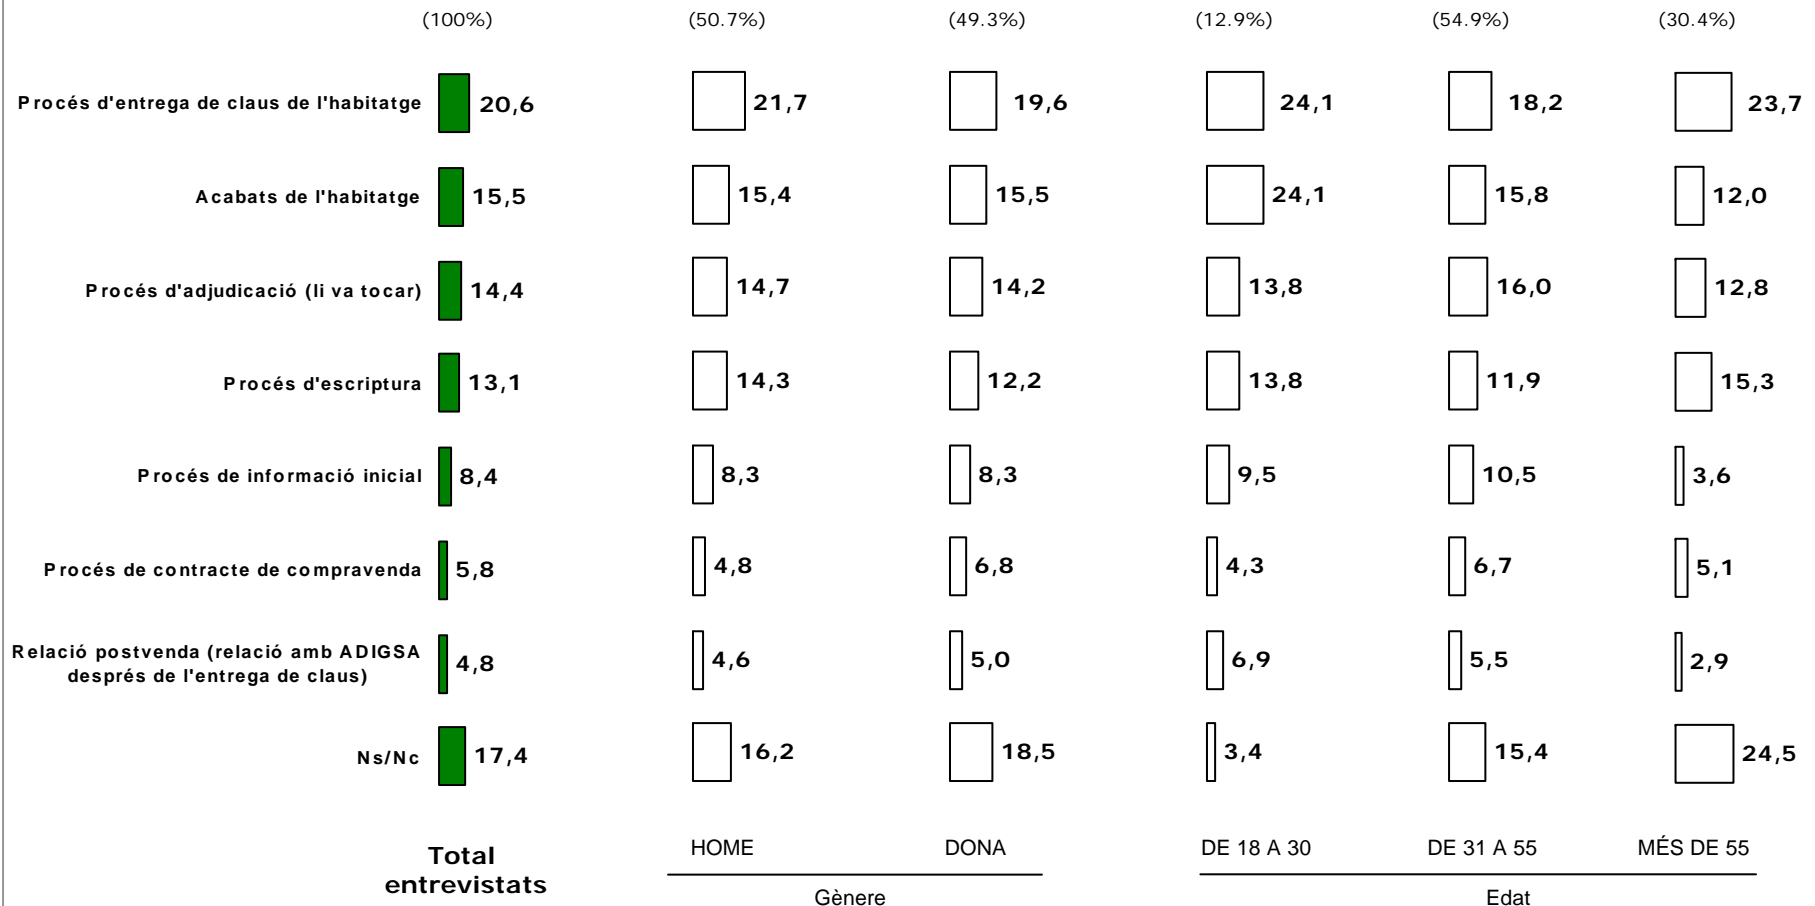 (100%) (50.7%) (49.3%) (12.9%) (54.9%) (30.4%)
Procés d'entrega de claus de l'habitatge 20,6 21,7 19,6 24,1 18,2 23,7
Acabats de l'habitatge 15,5 15,4 15,5 24,1 15,8 12,0
Procés d'adjudicació (li va tocar) 14,4 14,7 14,2 13,8 16,0 12,8
Procés d'escriptura 13,1 14,3 12,2 13,8 11,9 15,3
Procés de informació inicial 8,4 8,3 8,3 9,5 10,5 3,6
Procés de contracte de compravenda 5,8 4,8 6,8 4,3 6,7 5,1
Relació postvenda (relació amb ADIGSA
després de l'entrega de claus) 4,8 4,6 5,0 6,9 5,5 2,9
Ns/Nc 17,4 16,2 18,5 3,4 15,4 24,5
Total
entrevistats
HOME DONA DE 18 A 30 DE 31 A 55 MÉS DE 55
Gènere Edat